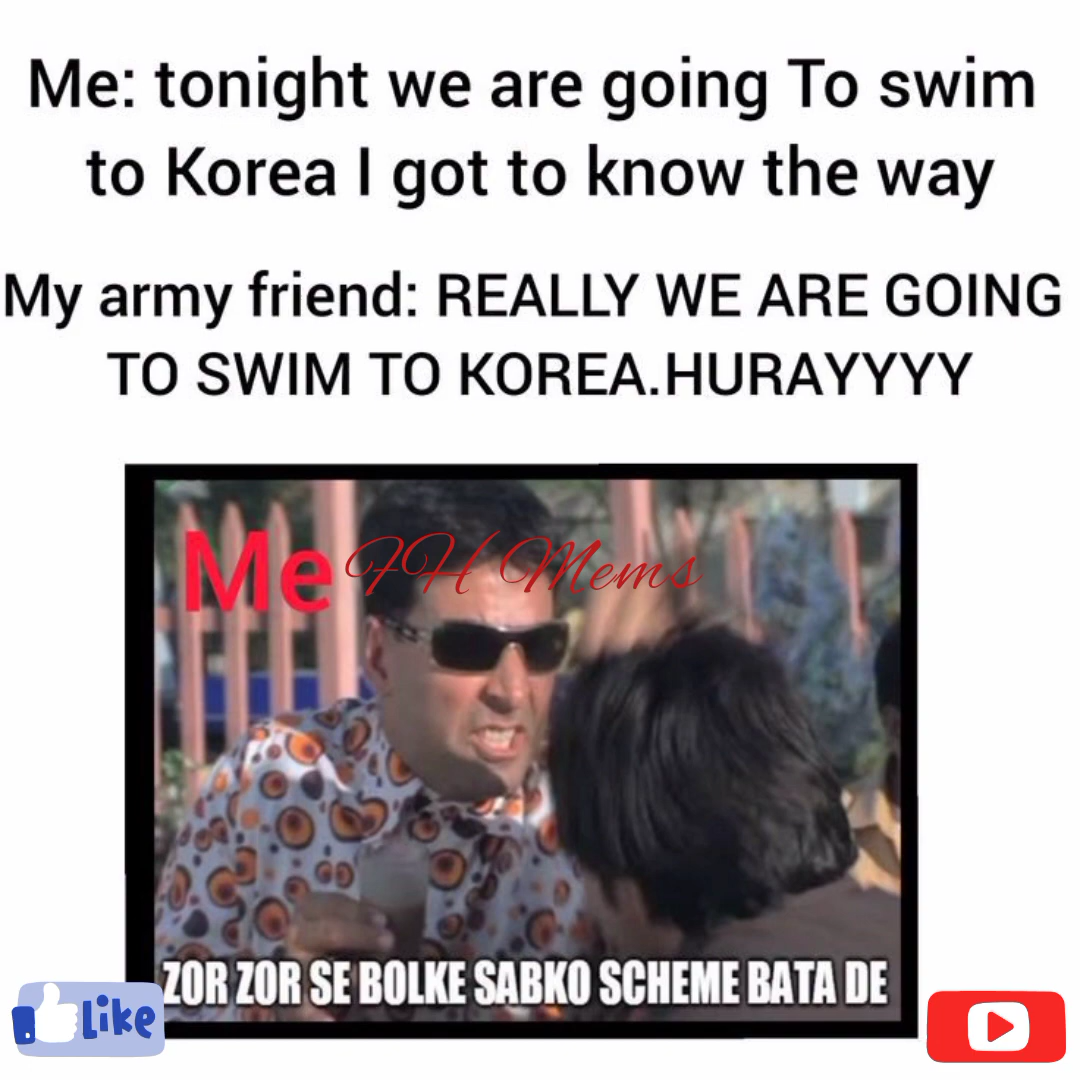 Me: tonight we are going To swim
to Korea I got to know the way
My army friend: REALLY WE ARE GOING
TO SWIM TO KOREA.HURAYYYY
Me
FH Mems
ZOR ZOR SE BOLKE SABKO SCHEME BATA DE
Like